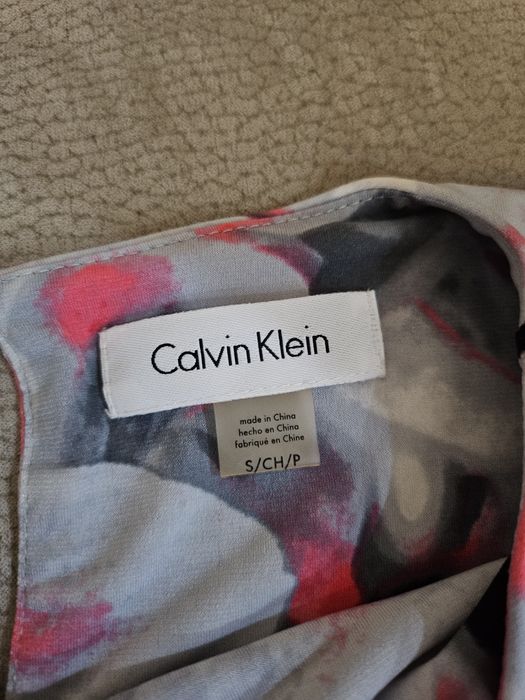 Calvin Klein
made in China
hecho en China
fabriqué en Chine
S/CH/P